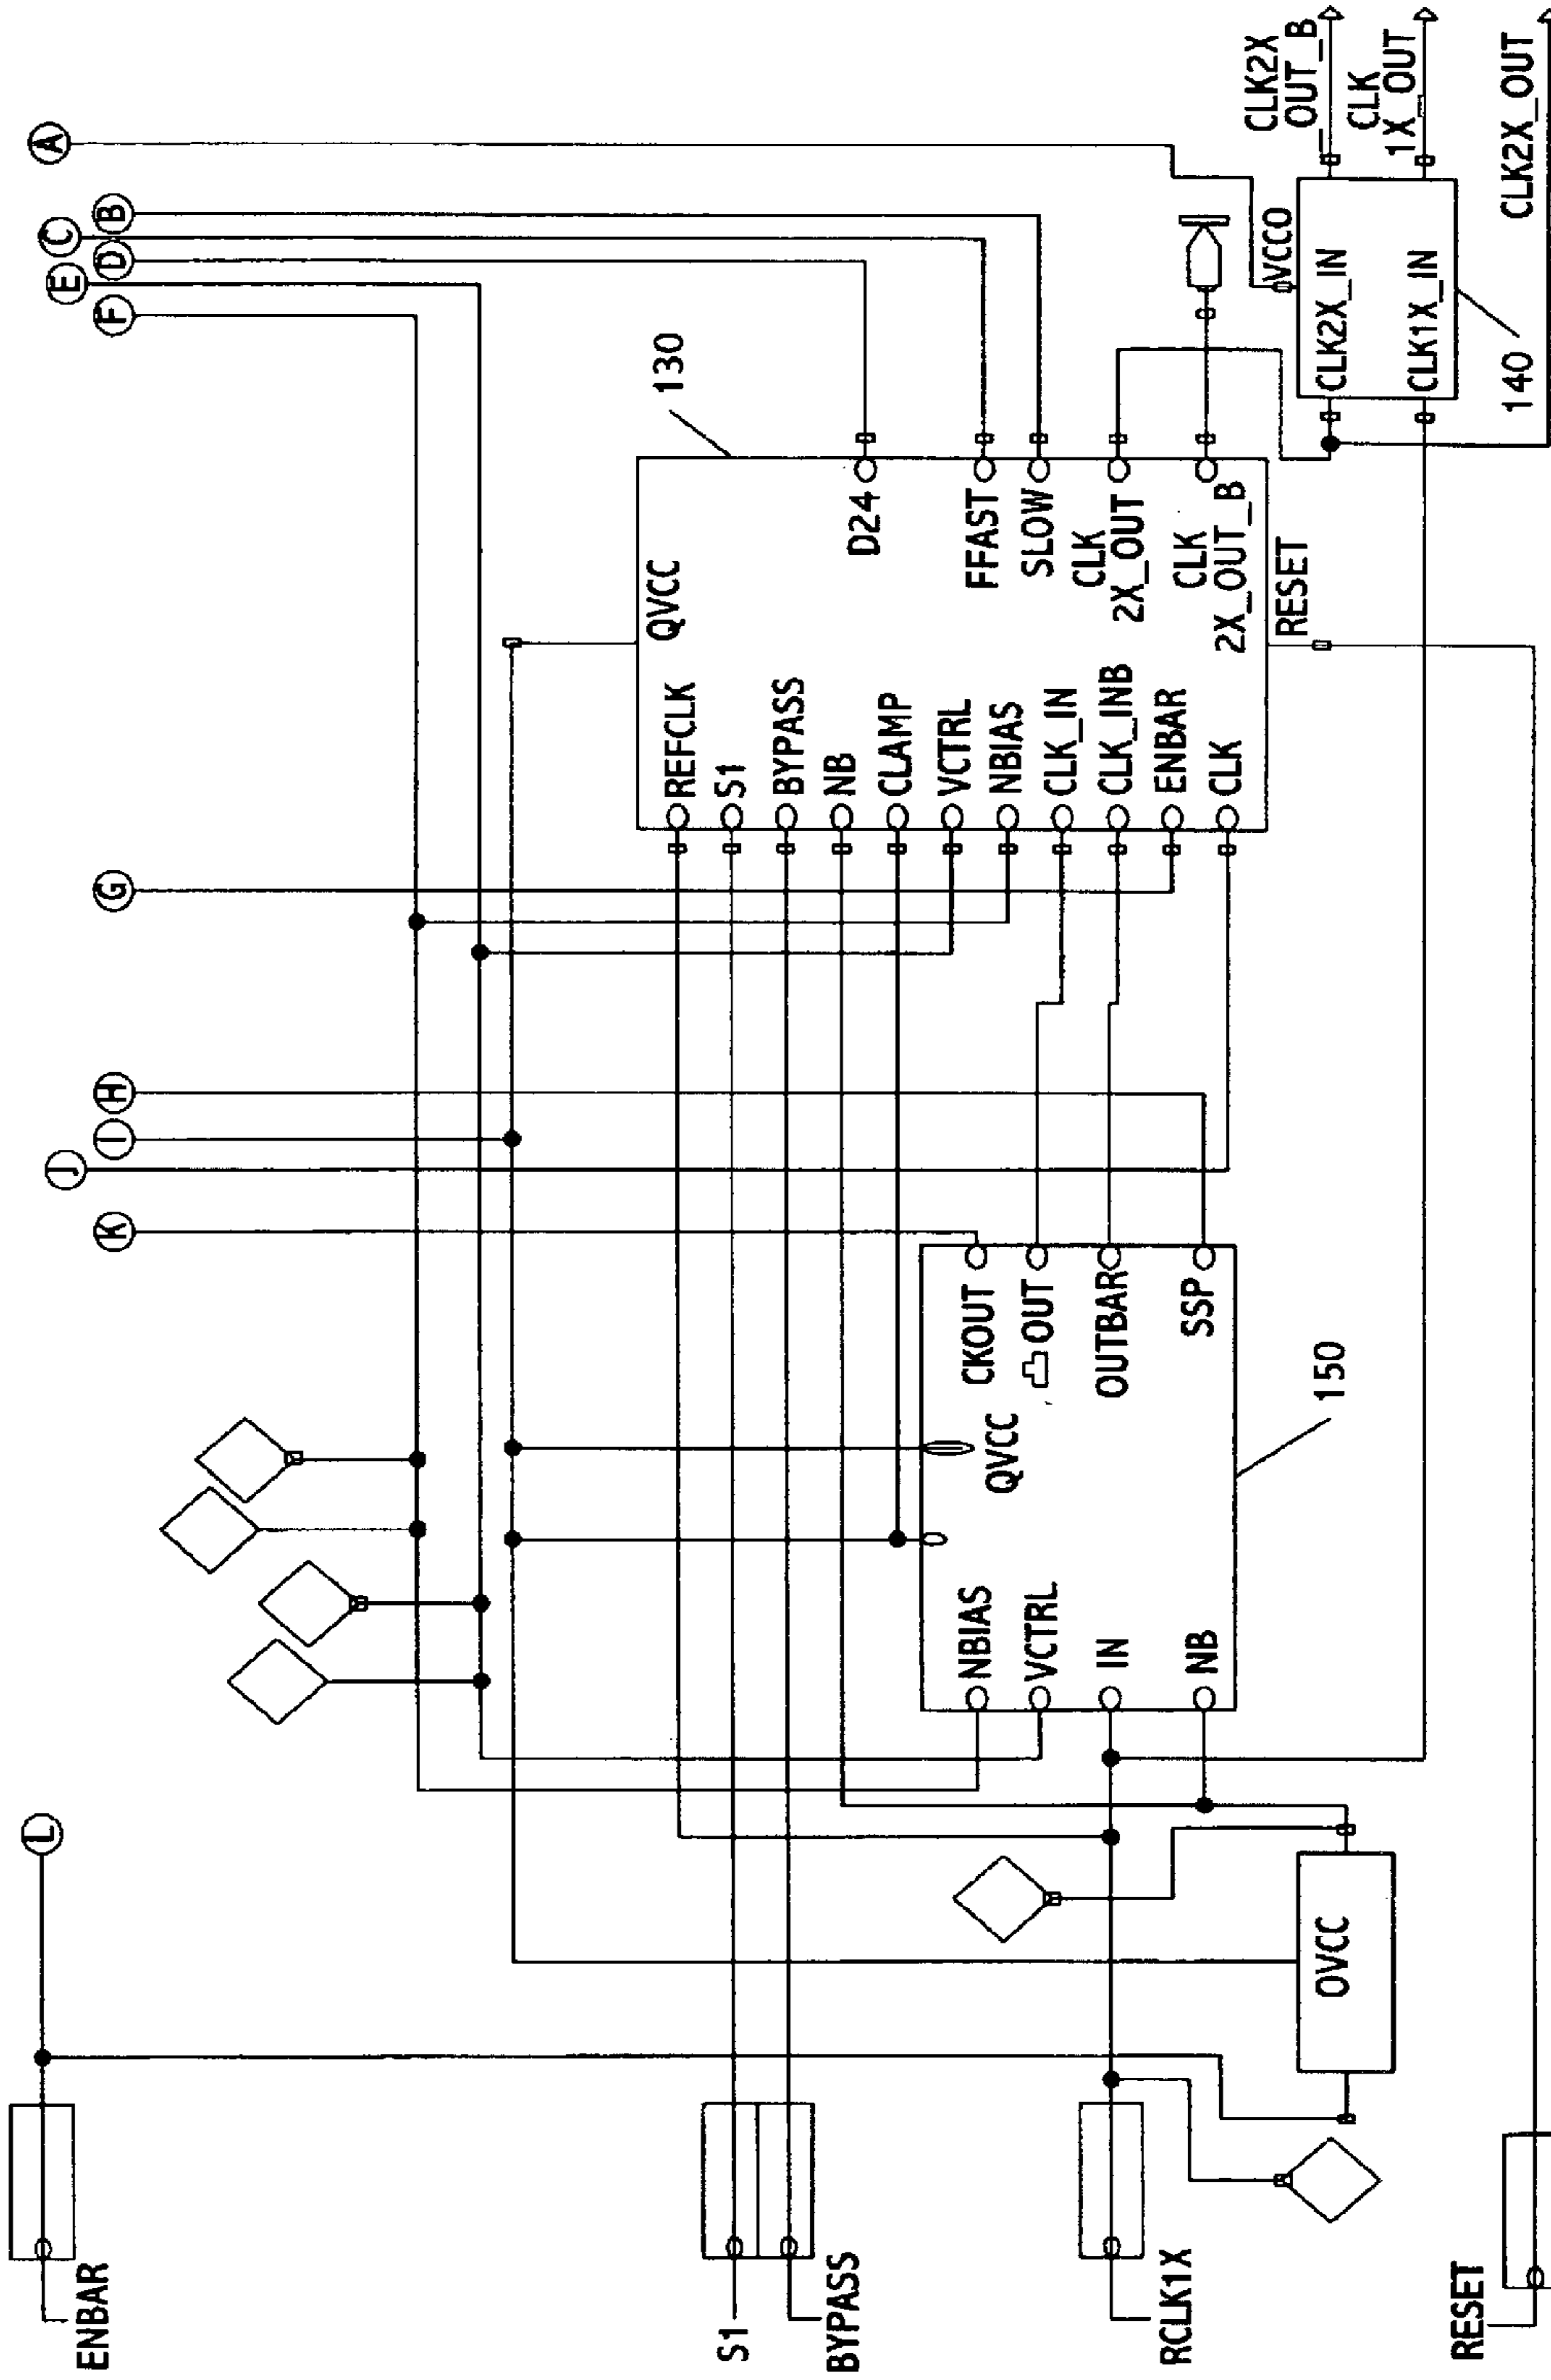 A
B
C
D
E
F
G
H
I
J
K
L
ENBAR
S1
BYPASS
RCLK1X
RESET
OVCC
150
NBIAS
VCTRL
IN
NB
QVCC
CKOUT
OUT
OUTBAR
SSP
130
QVCC
REFCLK
S1
BYPASS
NB
CLAMP
VCTRL
NBIAS
CLK_IN
CLK_INB
ENBAR
CLK
D24
FFAST
SLOW
CLK
2X_OUT
CLK
2X_OUT_B
RESET
VCCO
CLK2X_IN
CLK1X_IN
140
CLK2X
OUT_B
CLK
1X_OUT
CLK2X_OUT